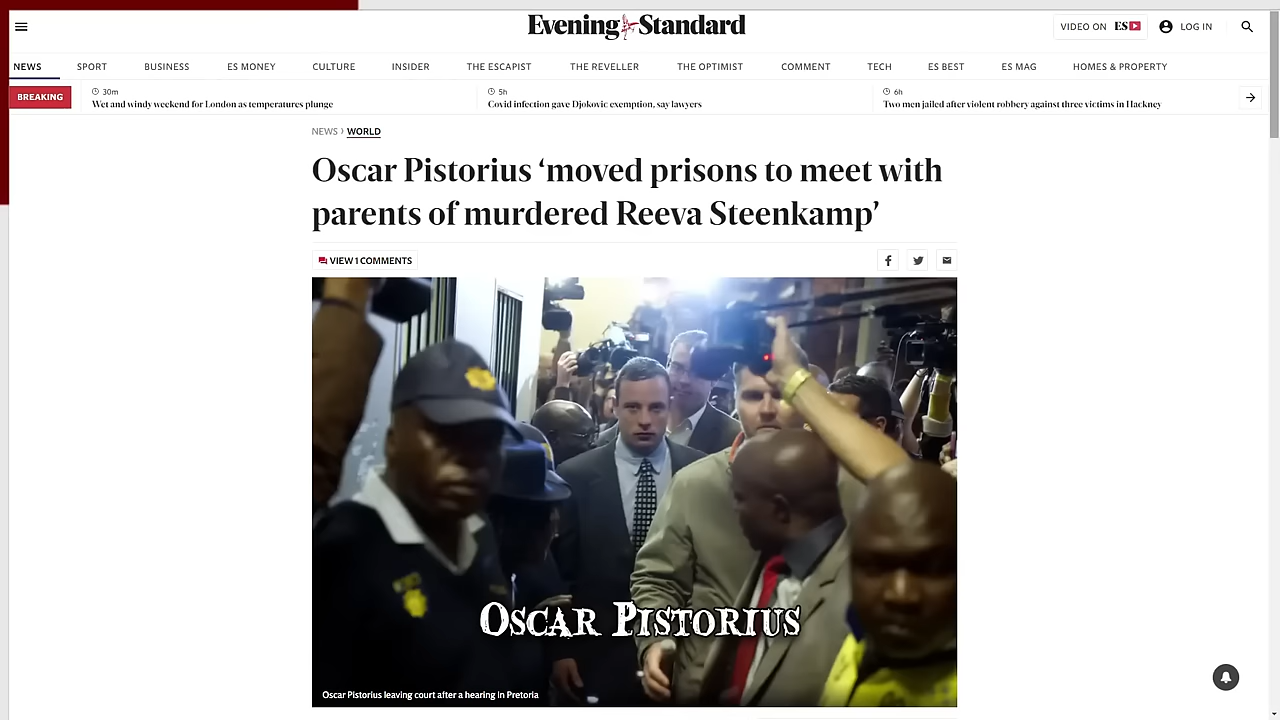 Evening Standard
VIDEO ON ES
LOG IN
NEWS SPORT BUSINESS ES MONEY CULTURE INSIDER THE ESCAPIST THE REVELLER THE OPTIMIST COMMENT TECH ES BEST ES MAG HOMES & PROPERTY
BREAKING
30m
Wet and windy weekend for London as temperatures plunge
5h
Covid infection gave Djokovic exemption, say lawyers
6h
Two men jailed after violent robbery against three victims in Hackney
NEWS › WORLD
Oscar Pistorius ‘moved prisons to meet with
parents of murdered Reeva Steenkamp’
VIEW 1 COMMENTS
OSCAR PISTORIUS
Oscar Pistorius leaving court after a hearing in Pretoria